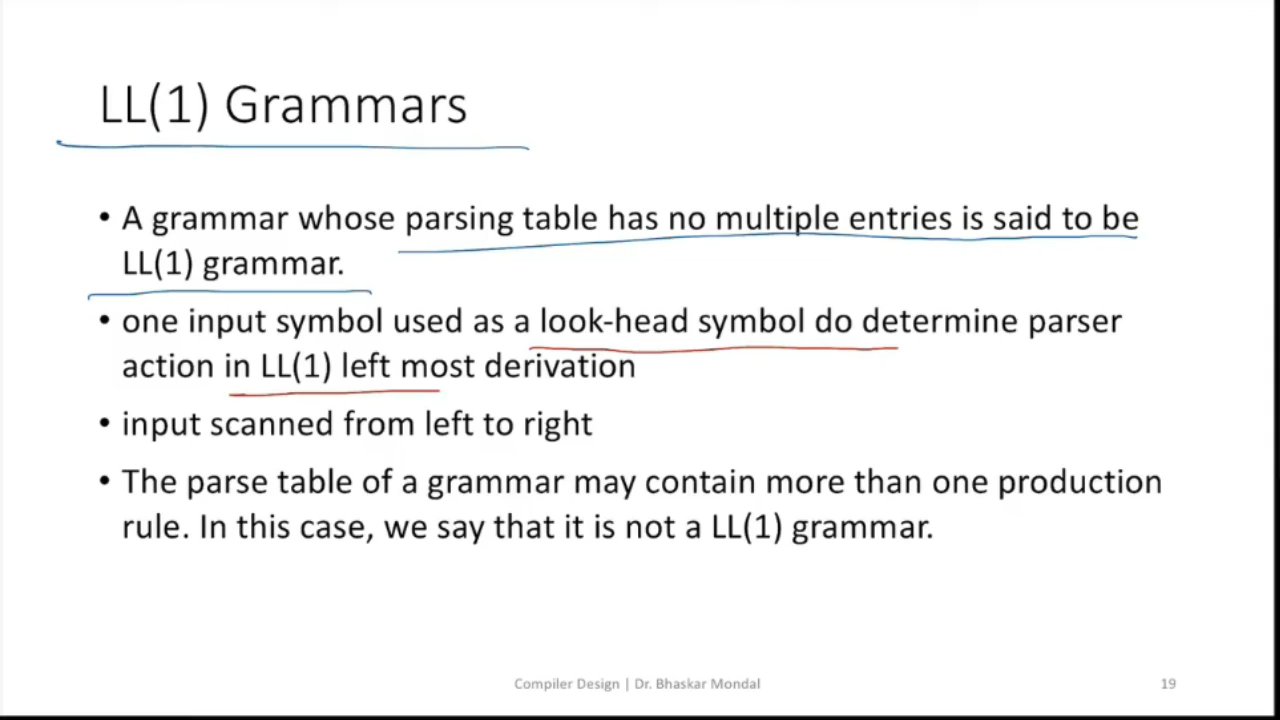 LL(1) Grammars
• A grammar whose parsing table has no multiple entries is said to be
LL(1) grammar.
• one input symbol used as a look-head symbol do determine parser
action in LL(1) left most derivation
• input scanned from left to right
• The parse table of a grammar may contain more than one production
rule. In this case, we say that it is not a LL(1) grammar.
Compiler Design | Dr. Bhaskar Mondal
19